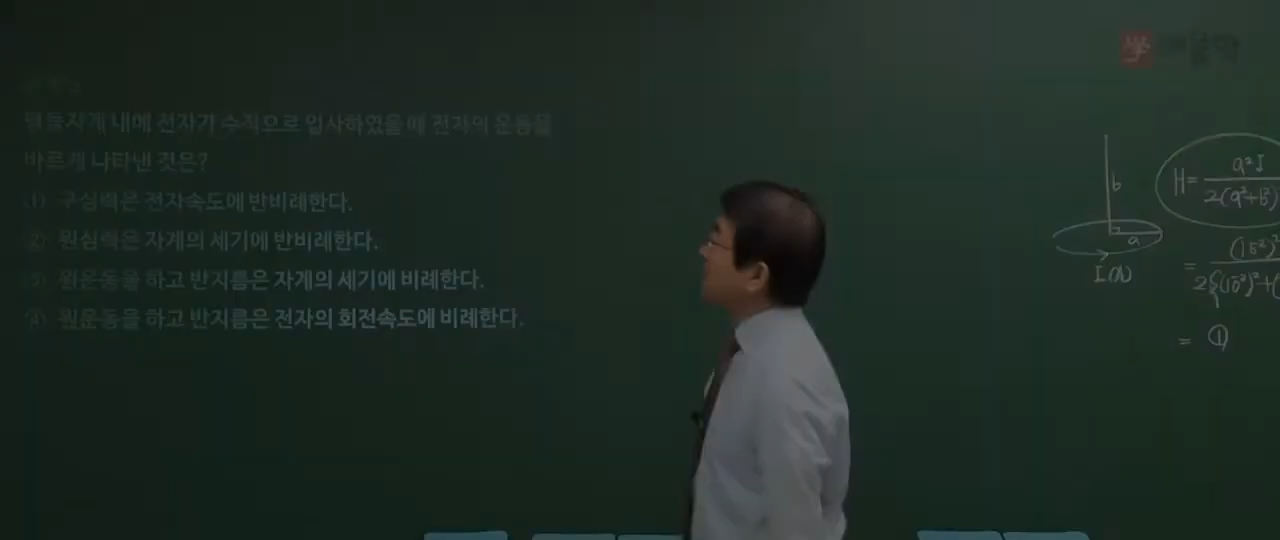 평등자계 내에 전자가 수직으로 입사하였을 때 전자의 운동을
바르게 나타낸 것은?
① 구심력은 전자속도에 반비례한다.
② 원심력은 자계의 세기에 반비례한다.
③ 원운동을 하고 반지름은 자계의 세기에 비례한다.
④ 원운동을 하고 반지름은 전자의 회전속도에 비례한다.
b
a
I(A)
H= a²I
2(a²+b²)
=
2{(10²)²+(
= ①